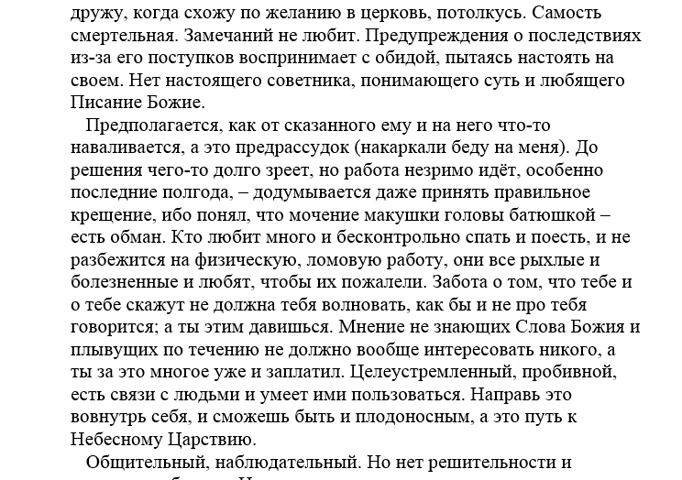 дружу, когда схожу по желанию в церковь, потолкусь. Самость
смертельная. Замечаний не любит. Предупреждения о последствиях
из-за его поступков воспринимает с обидой, пытаясь настоять на
своем. Нет настоящего советника, понимающего суть и любящего
Писание Божие.
Предполагается, как от сказанного ему и на него что-то
наваливается, а это предрассудок (накаркали беду на меня). До
решения чего-то долго зреет, но работа незримо идёт, особенно
последние полгода, – додумывается даже принять правильное
крещение, ибо понял, что мочение макушки головы батюшкой –
есть обман. Кто любит много и бесконтрольно спать и поесть, и не
разбежится на физическую, ломовую работу, они все рыхлые и
болезненные и любят, чтобы их пожалели. Забота о том, что тебе и
о тебе скажут не должна тебя волновать, как бы и не про тебя
говорится; а ты этим давишься. Мнение не знающих Слова Божия и
плывущих по течению не должно вообще интересовать никого, а
ты за это многое уже и заплатил. Целеустремленный, пробивной,
есть связи с людьми и умеет ими пользоваться. Направь это
вовнутрь себя, и сможешь быть и плодоносным, а это путь к
Небесному Царствию.
Общительный, наблюдательный. Но нет решительности и